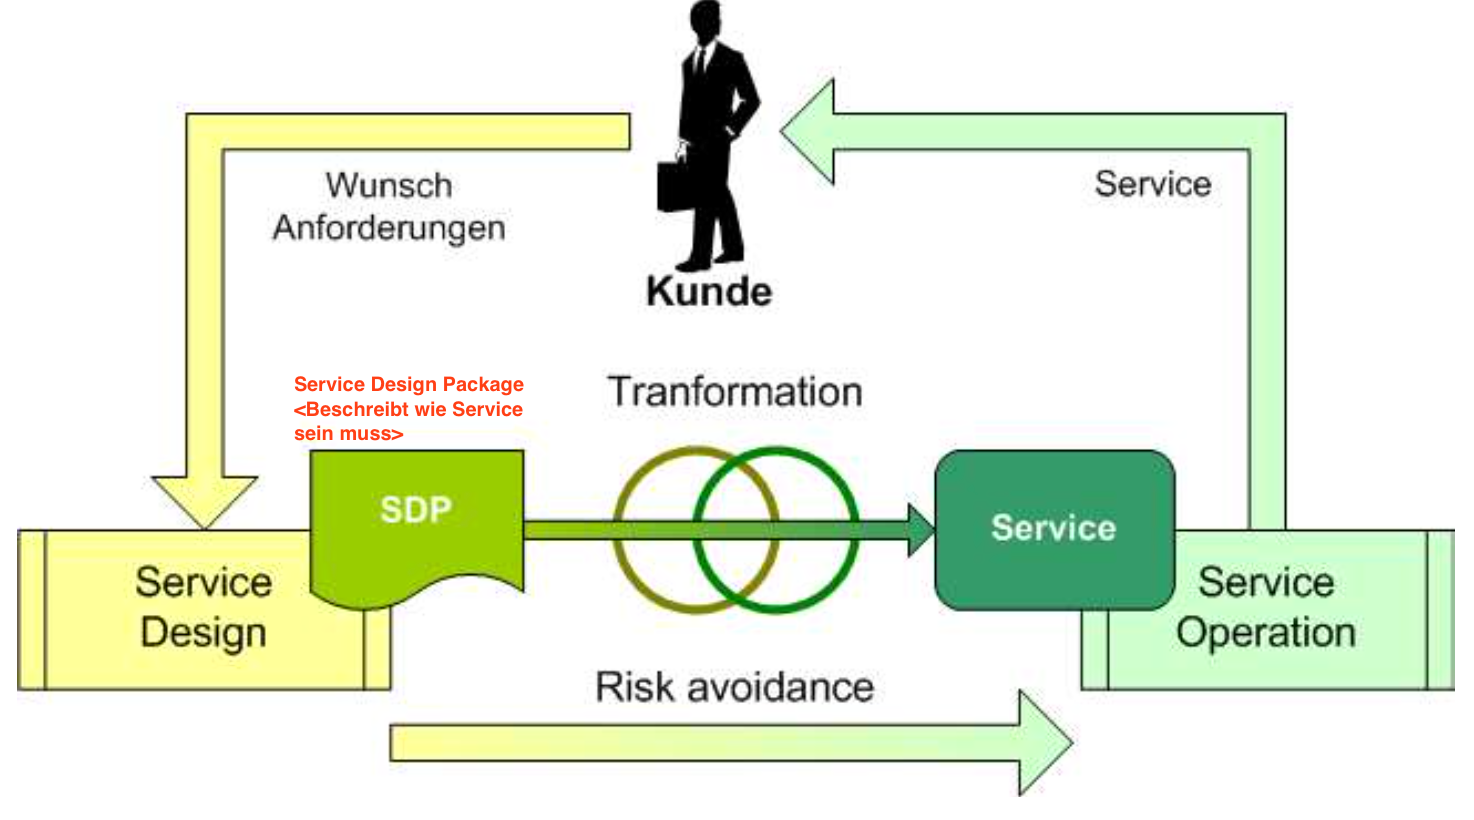 Wunsch
Anforderungen
Service
Kunde
Service Design Package
<Beschreibt wie Service
sein muss>
Tranformation
SDP
Service
Service
Design
Service
Operation
Risk avoidance